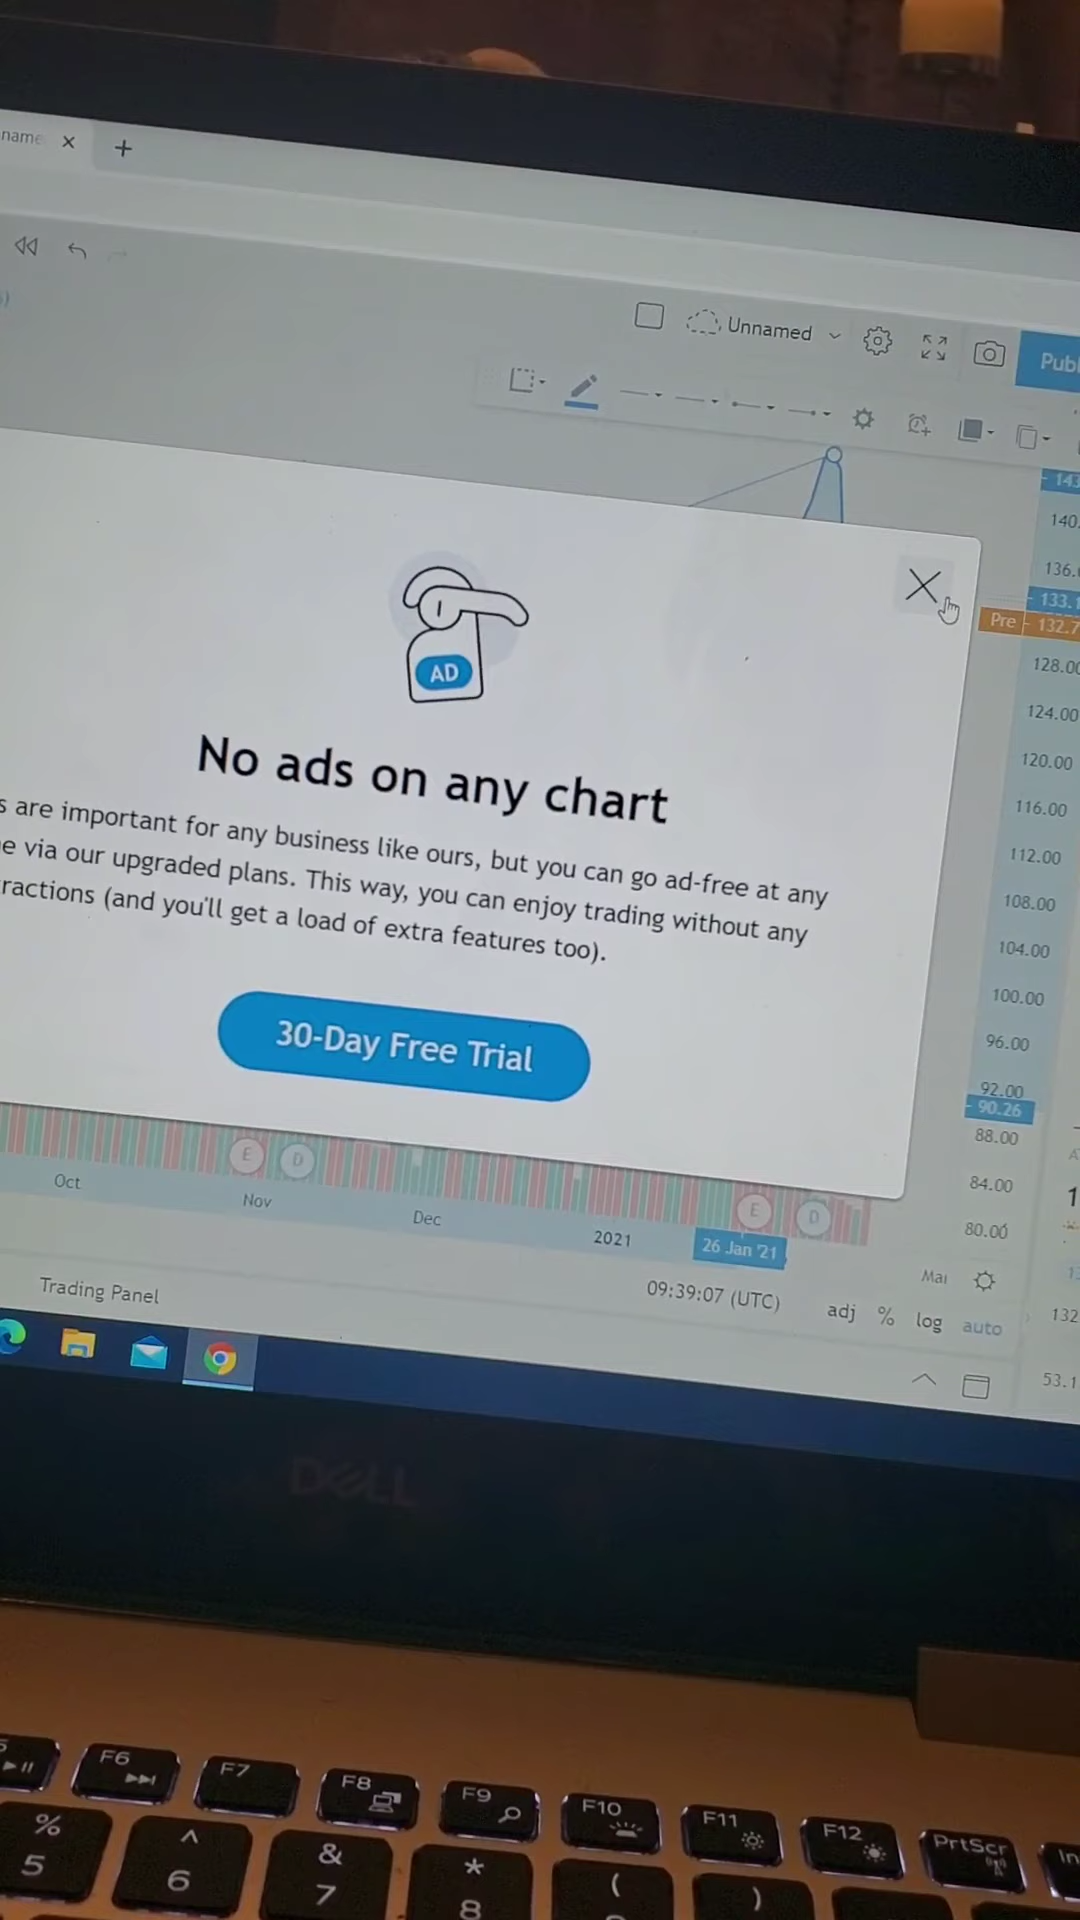 name
Unnamed
Publ
140.
136.
133.1
Pre
132.7
128.00
124.00
120.00
116.00
112.00
108.00
104.00
100.00
96.00
92.00
90.26
88.00
84.00
80.00
AD
No ads on any chart
s are important for any business like ours, but you can go ad-free at any
e via our upgraded plans. This way, you can enjoy trading without any
ractions (and you'll get a load of extra features too).
30-Day Free Trial
E D E D
Oct Nov Dec 2021 26 Jan '21
09:39:07 (UTC) adj % log auto
132
53.1
Trading Panel
DELL
F6 F7 F8 F9 F10 F11 F12 PrtScr In
% ^ & * ( )
5 6 7 8